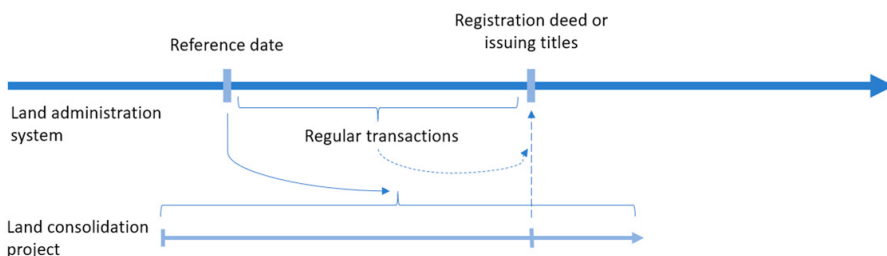 Reference date
Registration deed or
issuing titles
Land administration
system
Regular transactions
Land consolidation
project